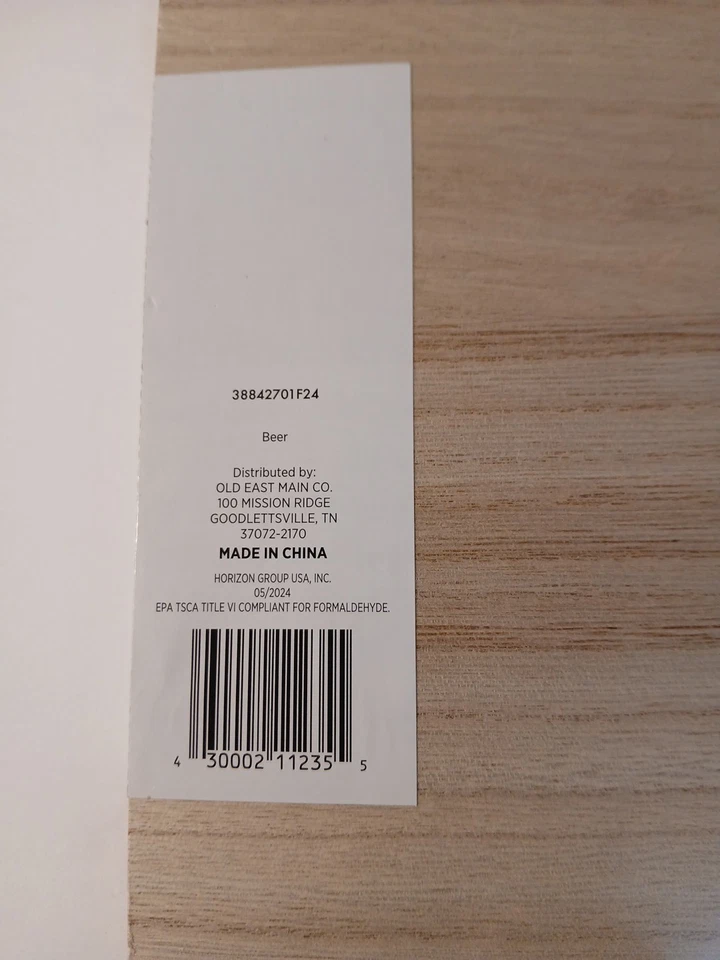 38842701F24
Beer
Distributed by:
OLD EAST MAIN CO.
100 MISSION RIDGE
GOODLETTSVILLE, TN
37072-2170
MADE IN CHINA
HORIZON GROUP USA, INC.
05/2024
EPA TSCA TITLE VI COMPLIANT FOR FORMALDEHYDE.
4 30002 11235 5